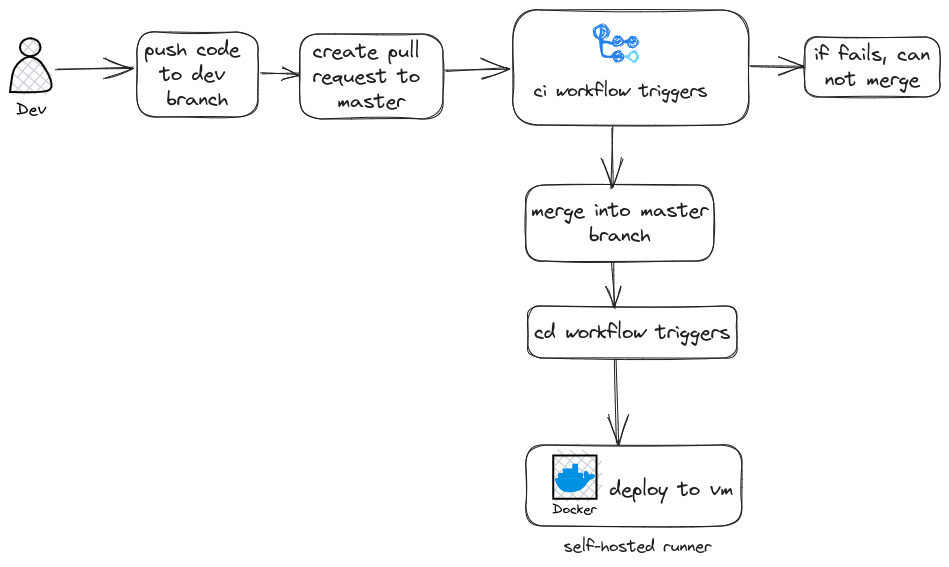 Dev
push code
to dev
branch
create pull
request to
master
ci workflow triggers
if fails, can
not merge
merge into master
branch
cd workflow triggers
Docker
deploy to vm
self-hosted runner